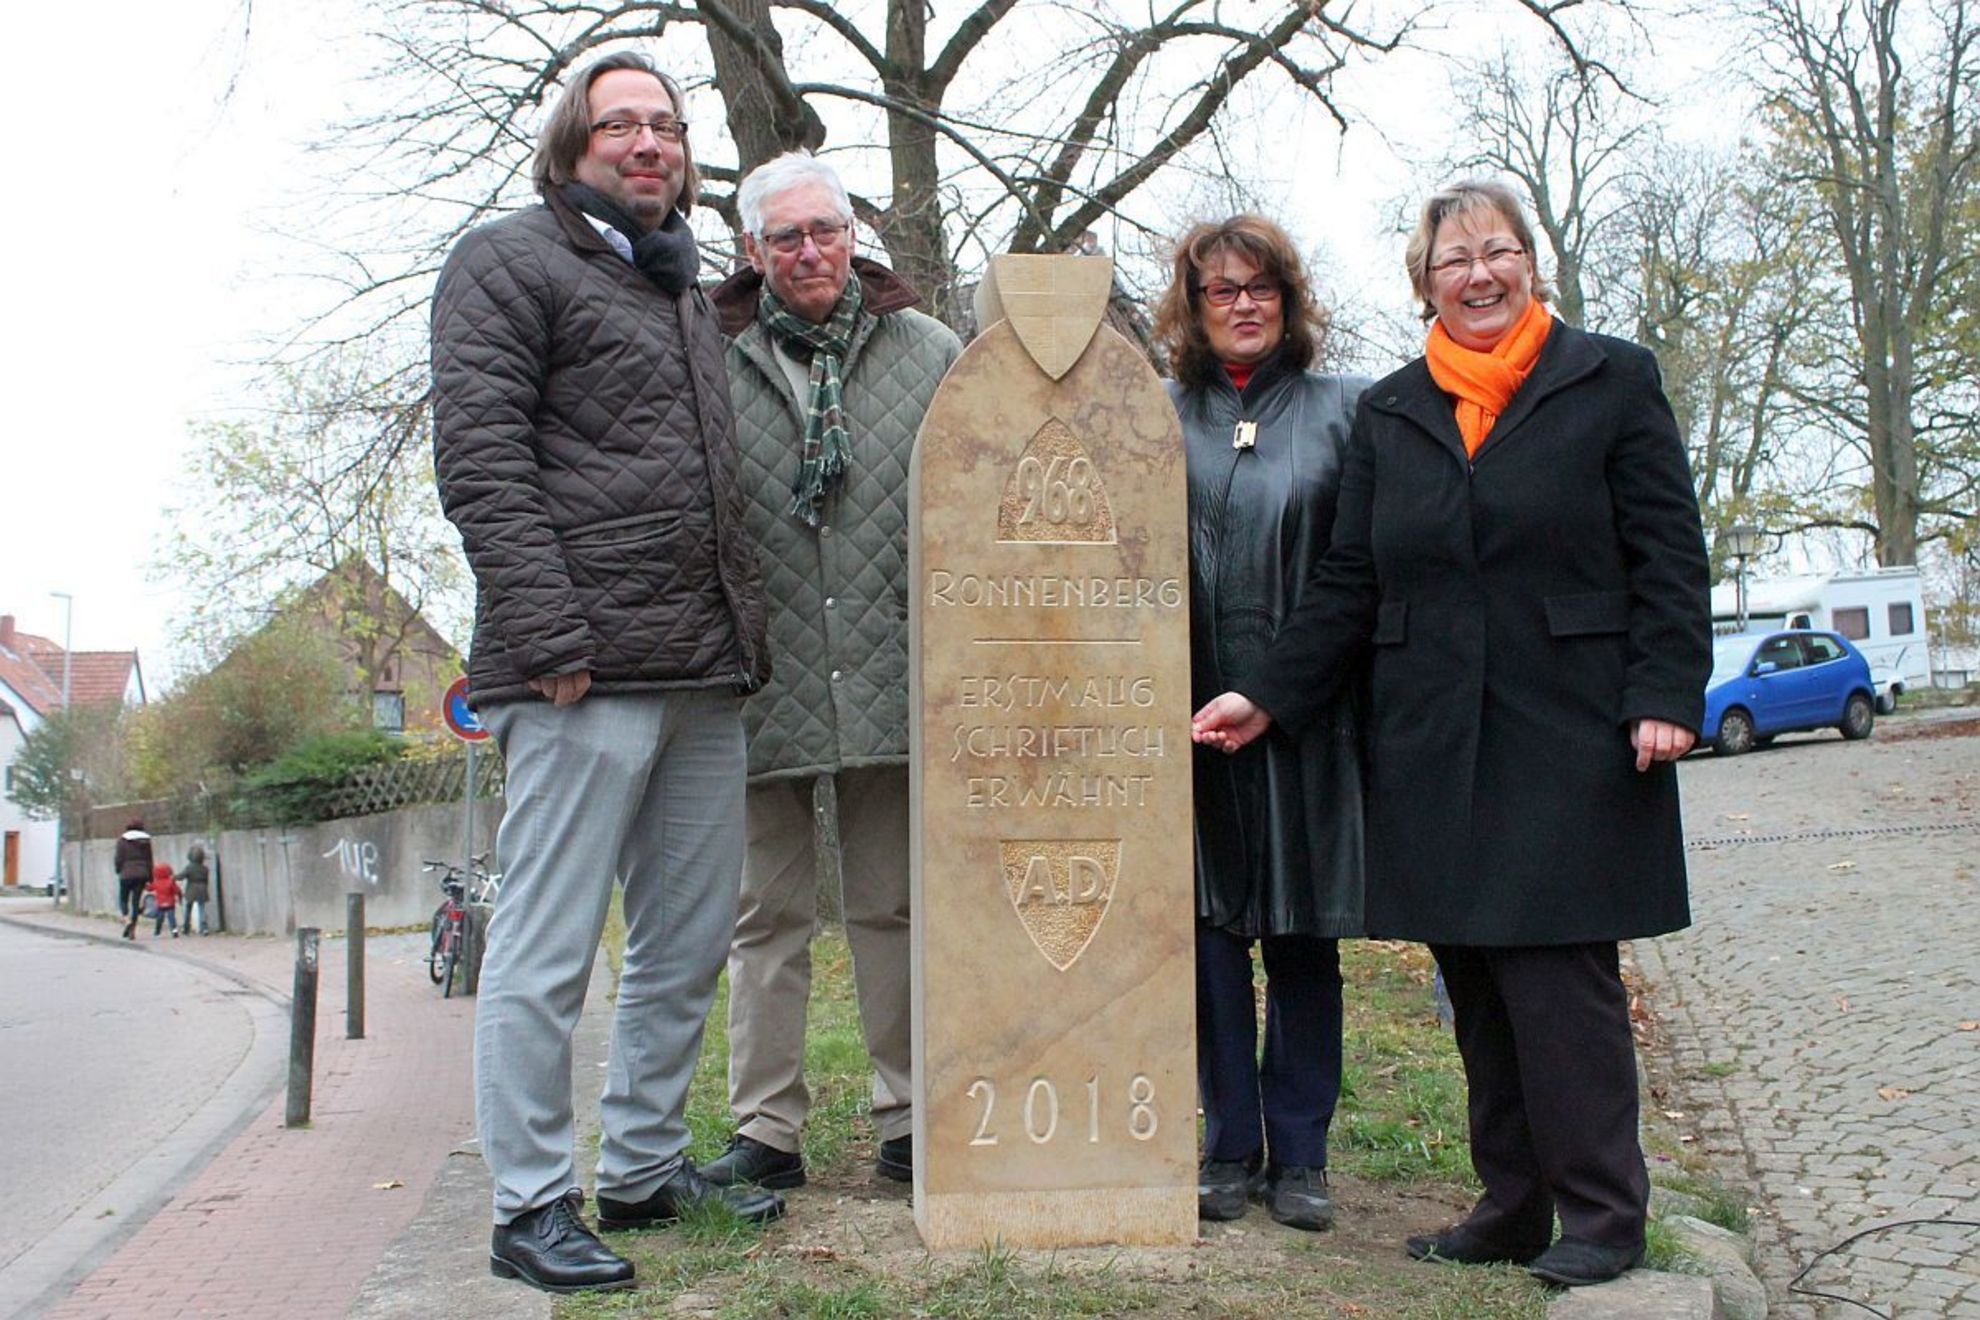 968
RONNENBERG
ERSTMALIG
SCHRIFTLICH
ERWÄHNT
A.D.
2018